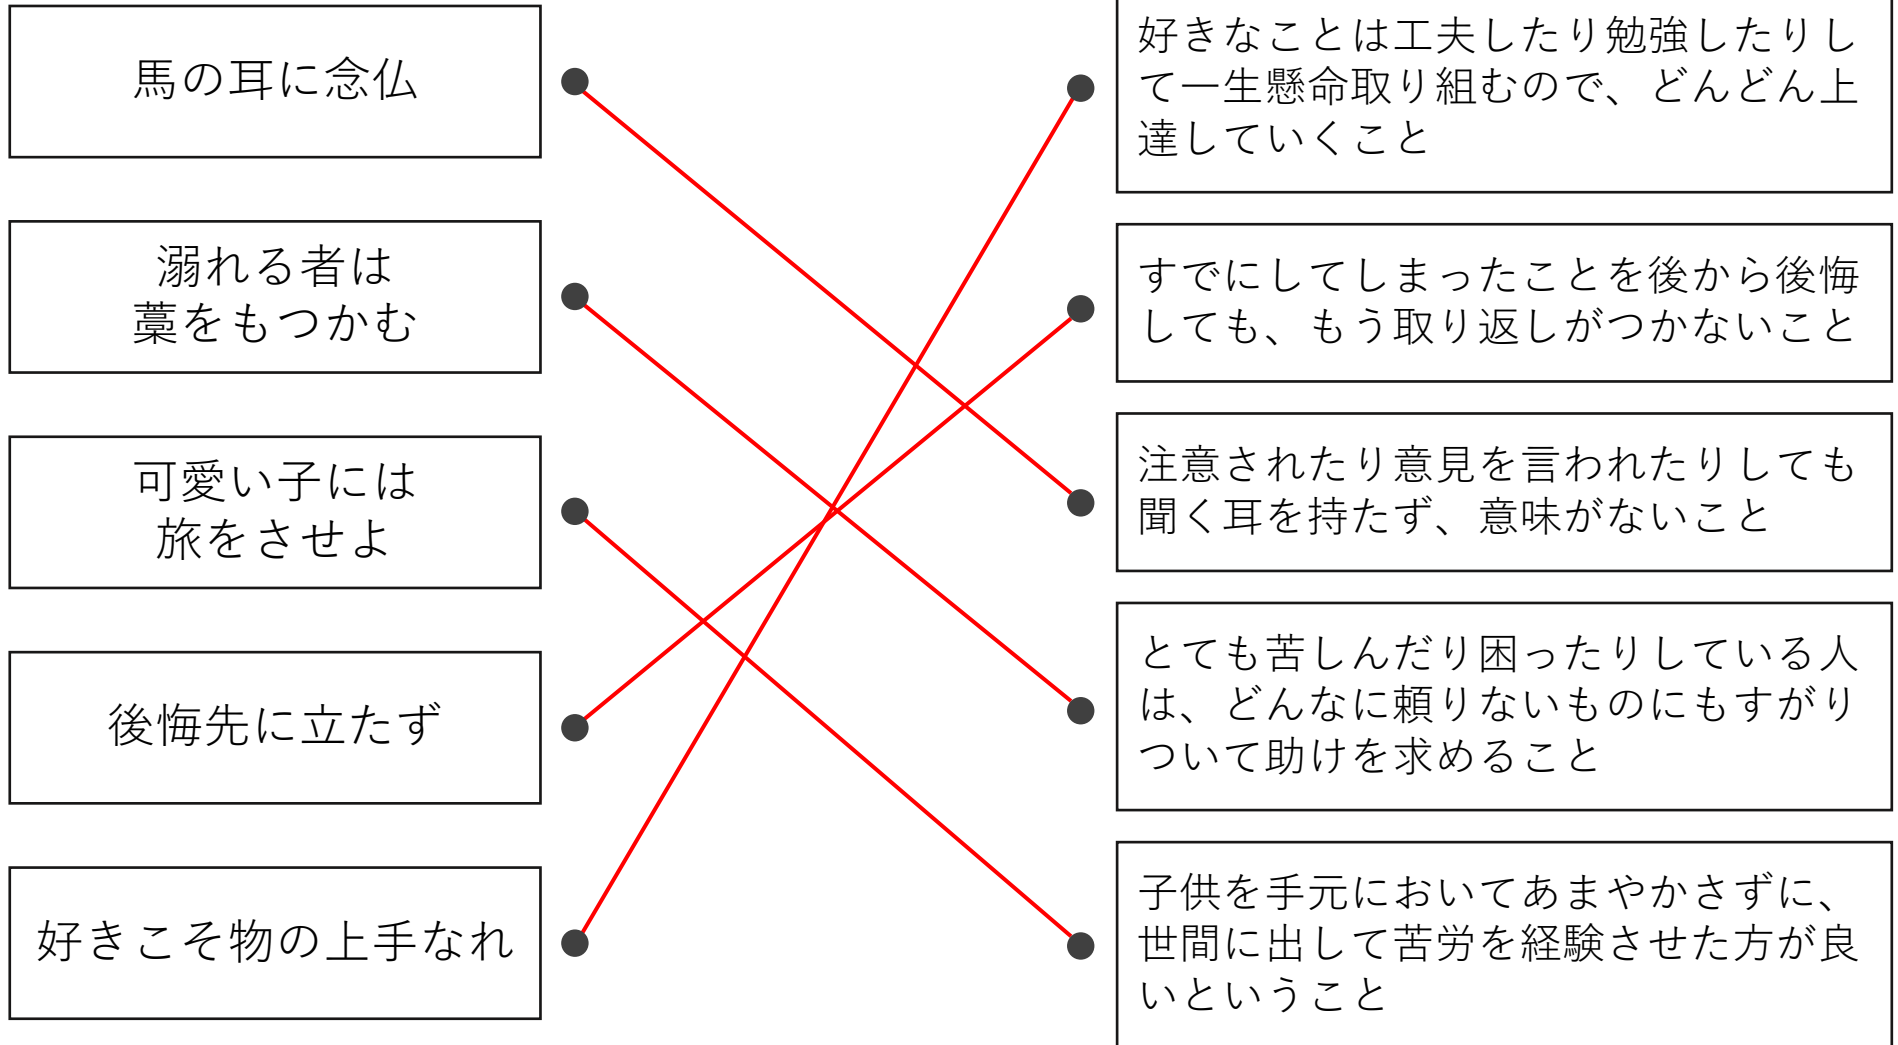 馬の耳に念仏
溺れる者は
藁をもつかむ
可愛い子には
旅をさせよ
後悔先に立たず
好きこそ物の上手なれ
好きなことは工夫したり勉強したりし
て一生懸命取り組むので、どんどん上
達していくこと
すでにしてしまったことを後から後悔
しても、もう取り返しがつかないこと
注意されたり意見を言われたりしても
聞く耳を持たず、意味がないこと
とても苦しんだり困ったりしている人
は、どんなに頼りないものにもすがり
ついて助けを求めること
子供を手元においてあまやかさずに、
世間に出して苦労を経験させた方が良
いということ